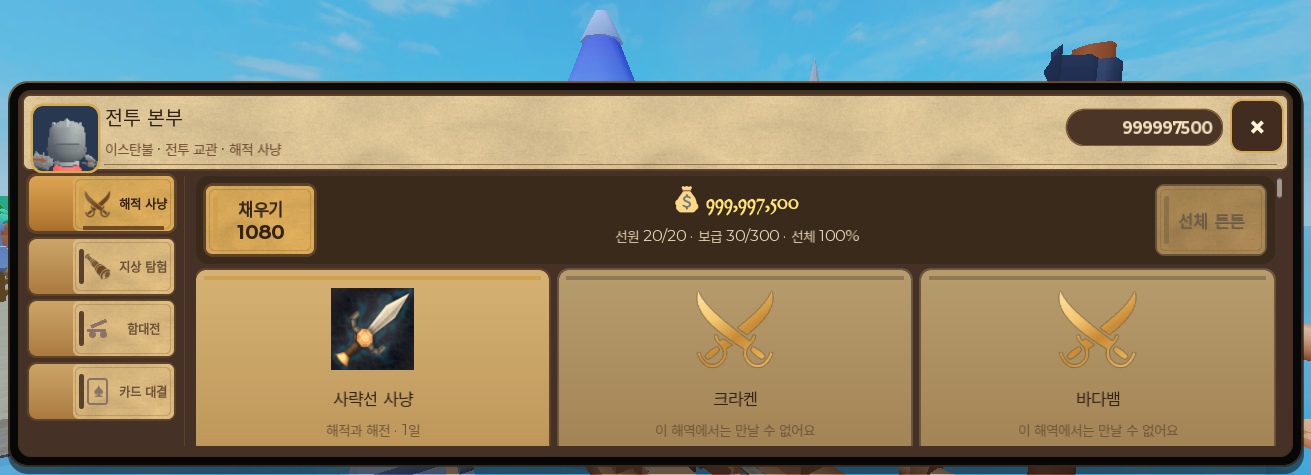 전투 본부
이스탄불 · 전투 교관 · 해적 사냥
999997500
×
해적 사냥
지상 탐험
함대전
카드 대결
채우기
1080
$ 999,997,500
선원 20/20 · 보급 30/300 · 선체 100%
선체 튼튼
사략선 사냥
해적과 해전 · 1일
크라켄
이 해역에서는 만날 수 없어요
바다뱀
이 해역에서는 만날 수 없어요